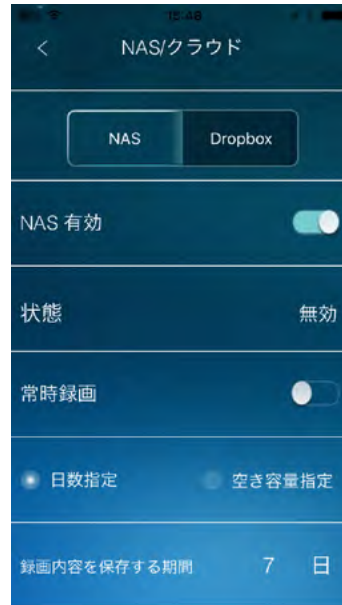 15:46
< NAS/クラウド
NAS Dropbox
NAS 有効
状態 無効
常時録画
日数指定 空き容量指定
録画内容を保存する期間 7 日